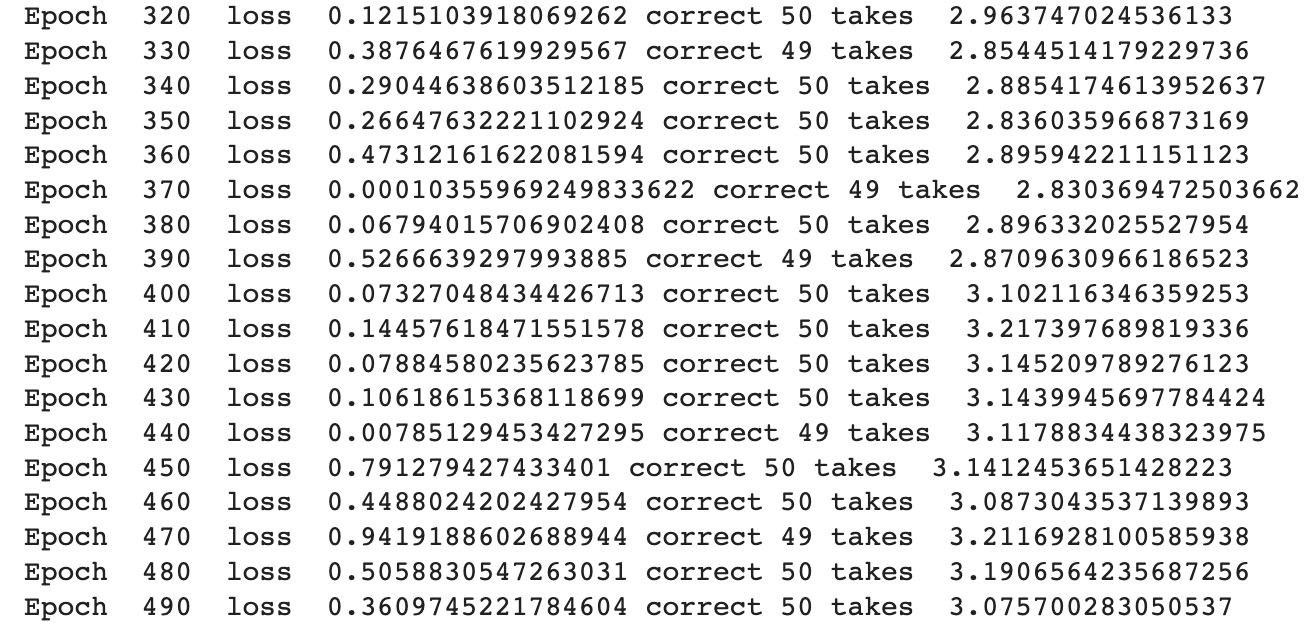 Epoch 320 loss 0.1215103918069262 correct 50 takes 2.963747024536133
Epoch 330 loss 0.3876467619929567 correct 49 takes 2.8544514179229736
Epoch 340 loss 0.29044638603512185 correct 50 takes 2.8854174613952637
Epoch 350 loss 0.26647632221102924 correct 50 takes 2.836035966873169
Epoch 360 loss 0.47312161622081594 correct 50 takes 2.895942211151123
Epoch 370 loss 0.00010355969249833622 correct 49 takes 2.830369472503662
Epoch 380 loss 0.06794015706902408 correct 50 takes 2.896332025527954
Epoch 390 loss 0.5266639297993885 correct 49 takes 2.8709630966186523
Epoch 400 loss 0.07327048434426713 correct 50 takes 3.102116346359253
Epoch 410 loss 0.14457618471551578 correct 50 takes 3.217397689819336
Epoch 420 loss 0.07884580235623785 correct 50 takes 3.145209789276123
Epoch 430 loss 0.10618615368118699 correct 50 takes 3.1439945697784424
Epoch 440 loss 0.00785129453427295 correct 49 takes 3.1178834438323975
Epoch 450 loss 0.791279427433401 correct 50 takes 3.1412453651428223
Epoch 460 loss 0.4488024202427954 correct 50 takes 3.0873043537139893
Epoch 470 loss 0.9419188602688944 correct 49 takes 3.2116928100585938
Epoch 480 loss 0.5058830547263031 correct 50 takes 3.1906564235687256
Epoch 490 loss 0.3609745221784604 correct 50 takes 3.075700283050537